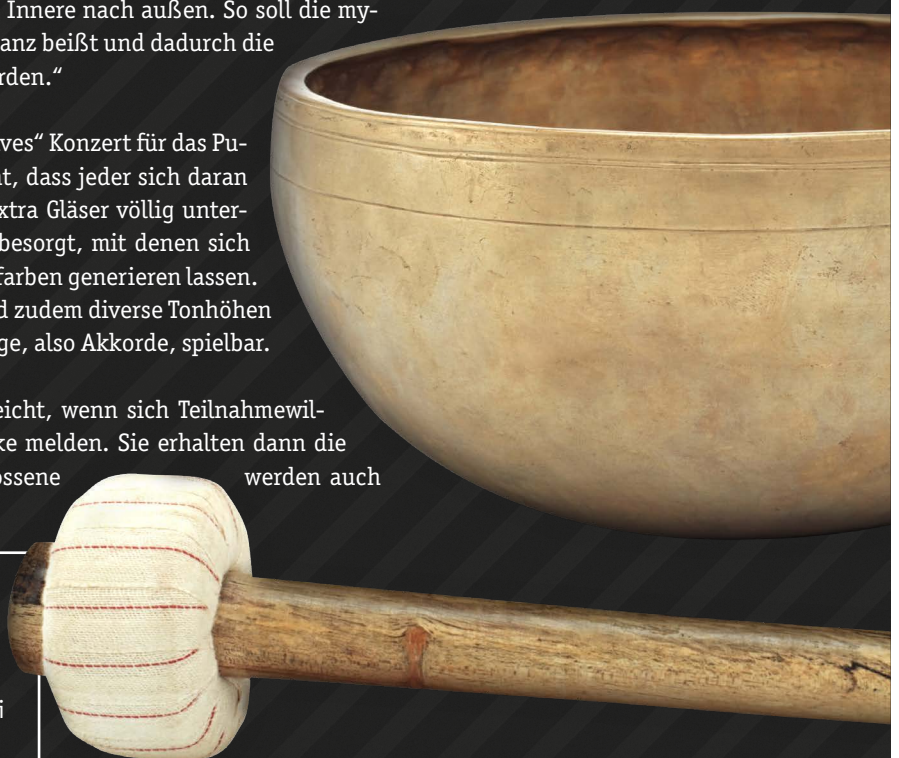 Innere nach außen. So soll die my-
anz beißt und dadurch die
rden.“
ves“ Konzert für das Pu-
t, dass jeder sich daran
xtra Gläser völlig unter-
besorgt, mit denen sich
farben generieren lassen.
d zudem diverse Tonhöhen
ge, also Akkorde, spielbar.
eicht, wenn sich Teilnahmewil-
ke melden. Sie erhalten dann die
ossene werden auch
i